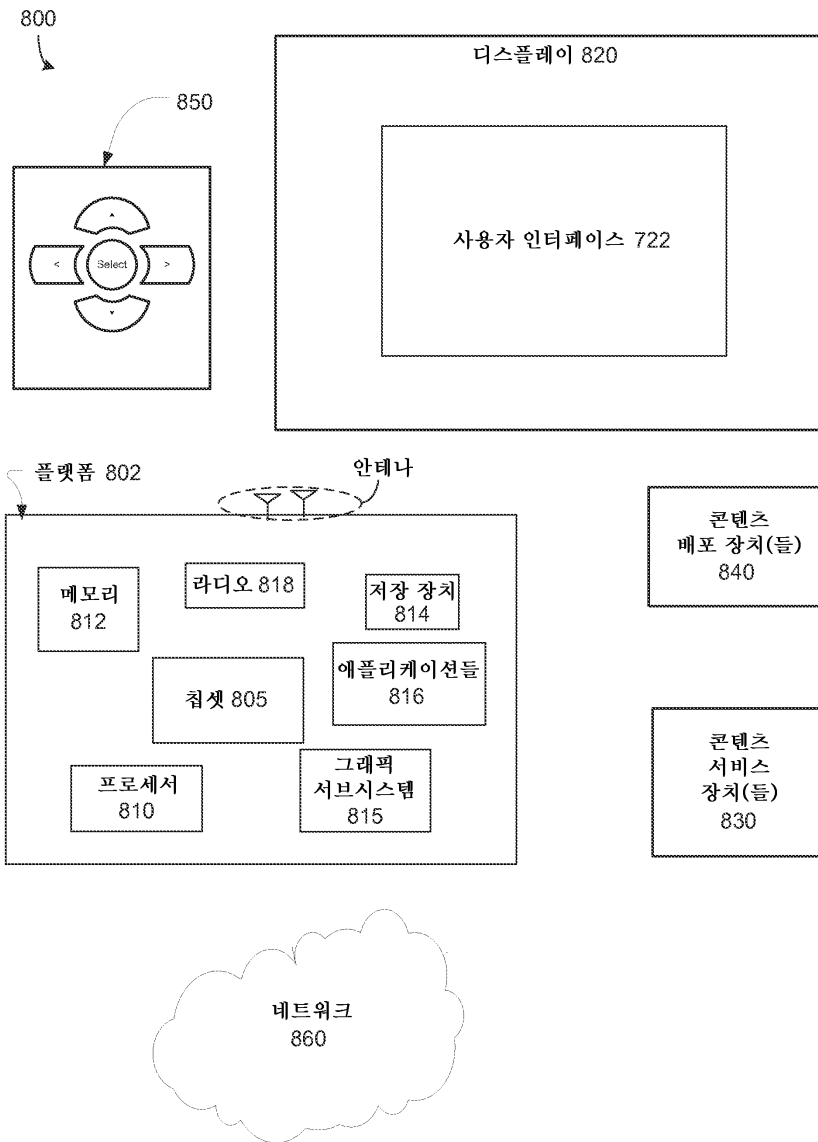 800
디스플레이 820
850
사용자 인터페이스 722
<
Select
>
플랫폼 802
안테나
콘텐츠
배포 장치(들)
840
메모리
812
라디오 818
저장 장치
814
칩셋 805
애플리케이션들
816
프로세서
810
그래픽
서브시스템
815
콘텐츠
서비스
장치(들)
830
네트워크
860